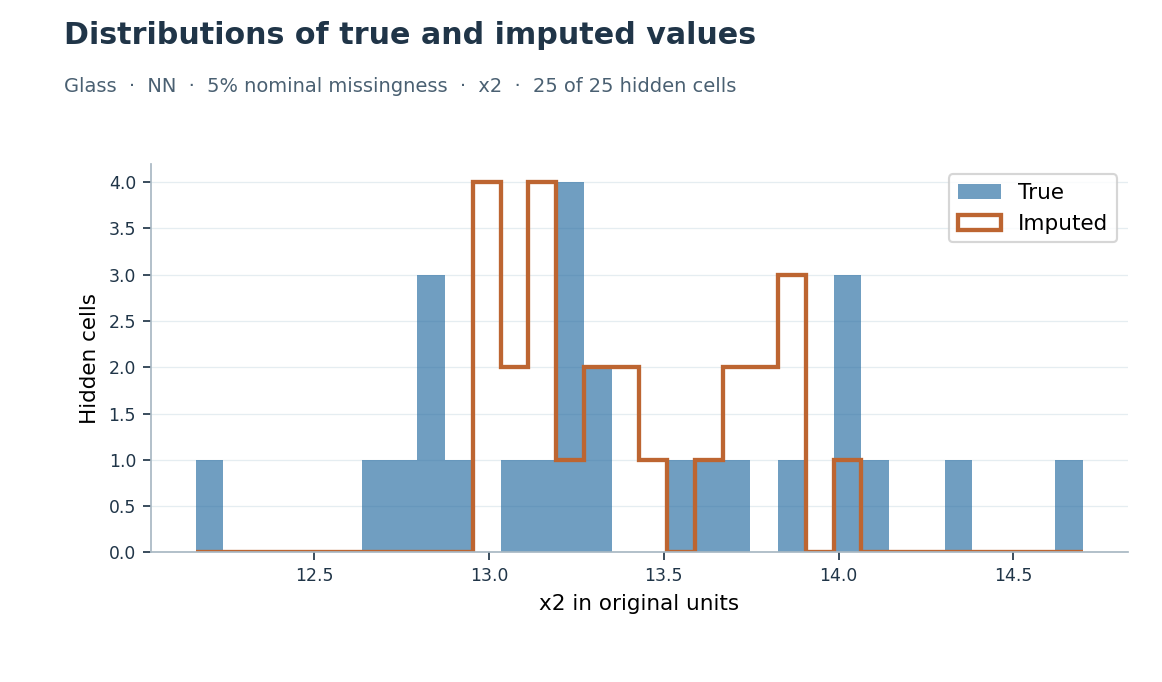 Distributions of true and imputed values
Glass · NN · 5% nominal missingness · x2 · 25 of 25 hidden cells
True
Imputed
Hidden cells
4.0
3.5
3.0
2.5
2.0
1.5
1.0
0.5
0.0
12.5 13.0 13.5 14.0 14.5
x2 in original units